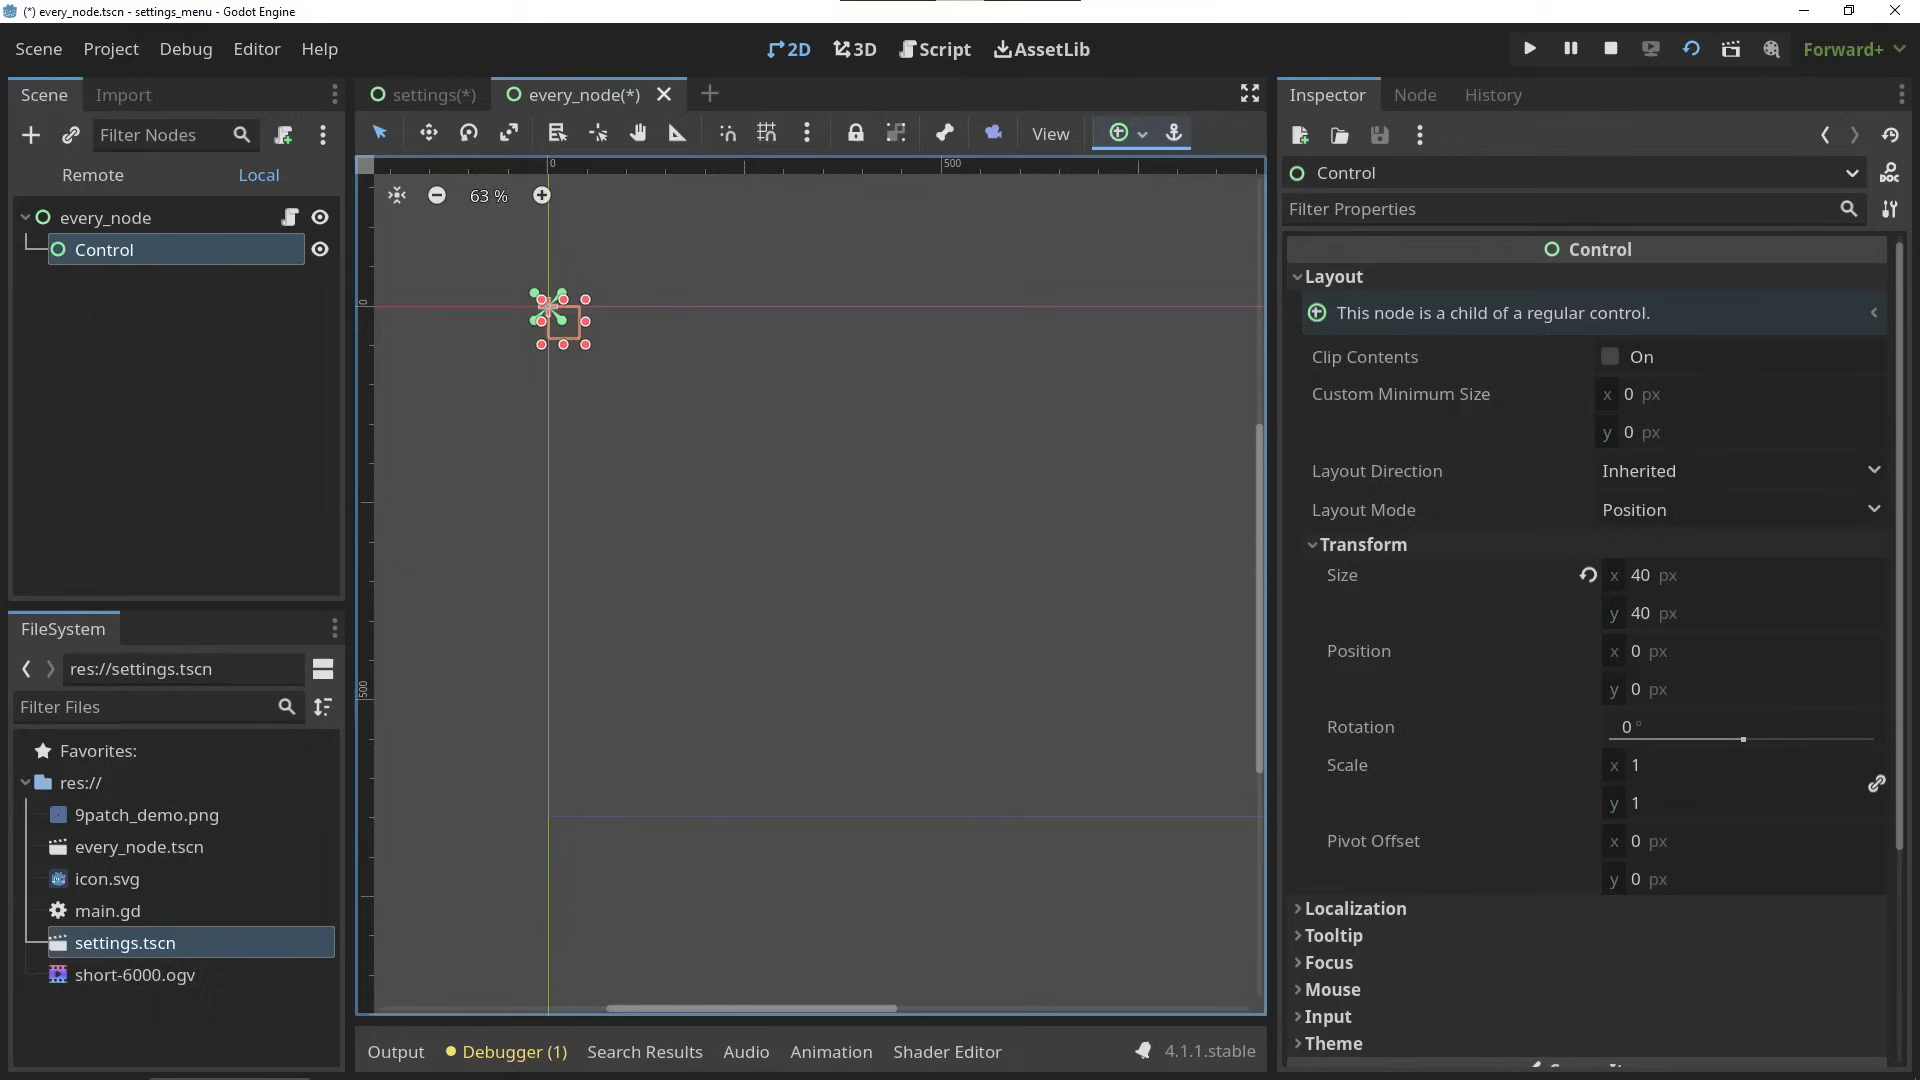 (*) every_node.tscn - settings_menu - Godot Engine
Scene Project Debug Editor Help
2D 3D Script AssetLib
Forward+
Scene Import
settings(*) every_node(*)
Inspector Node History
Filter Nodes
View
Remote Local
0 500
63 %
Control
Filter Properties
every_node
Control
0
500
Control
Layout
This node is a child of a regular control.
Clip Contents On
Custom Minimum Size x 0 px
y 0 px
Layout Direction Inherited
Layout Mode Position
Transform
Size x 40 px
y 40 px
Position x 0 px
y 0 px
Rotation 0 °
Scale x 1
y 1
Pivot Offset x 0 px
y 0 px
Localization
Tooltip
Focus
Mouse
Input
Theme
FileSystem
res://settings.tscn
Filter Files
Favorites:
res://
9patch_demo.png
every_node.tscn
icon.svg
main.gd
settings.tscn
short-6000.ogv
Output Debugger (1) Search Results Audio Animation Shader Editor 4.1.1.stable